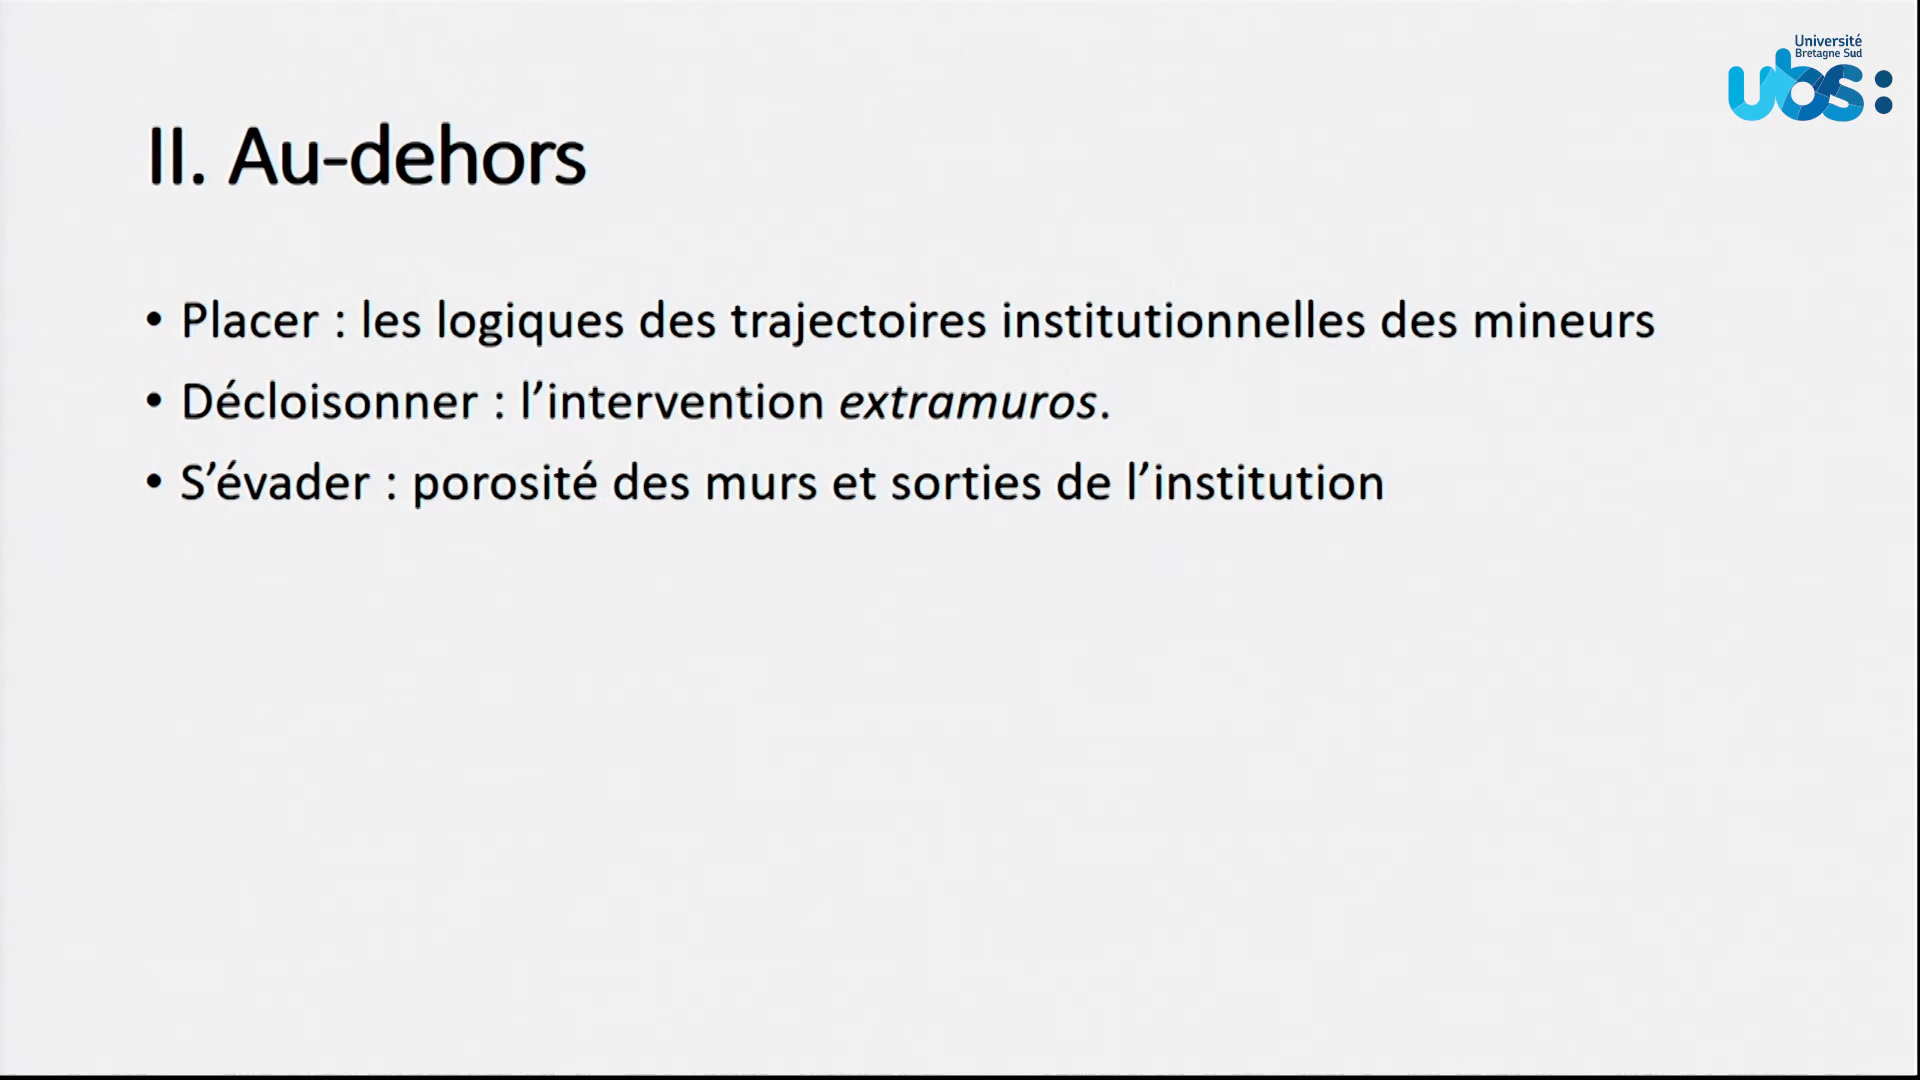 Université
Bretagne Sud
ubs:
II. Au-dehors
• Placer : les logiques des trajectoires institutionnelles des mineurs
• Décloisonner : l’intervention extramuros.
• S’évader : porosité des murs et sorties de l’institution